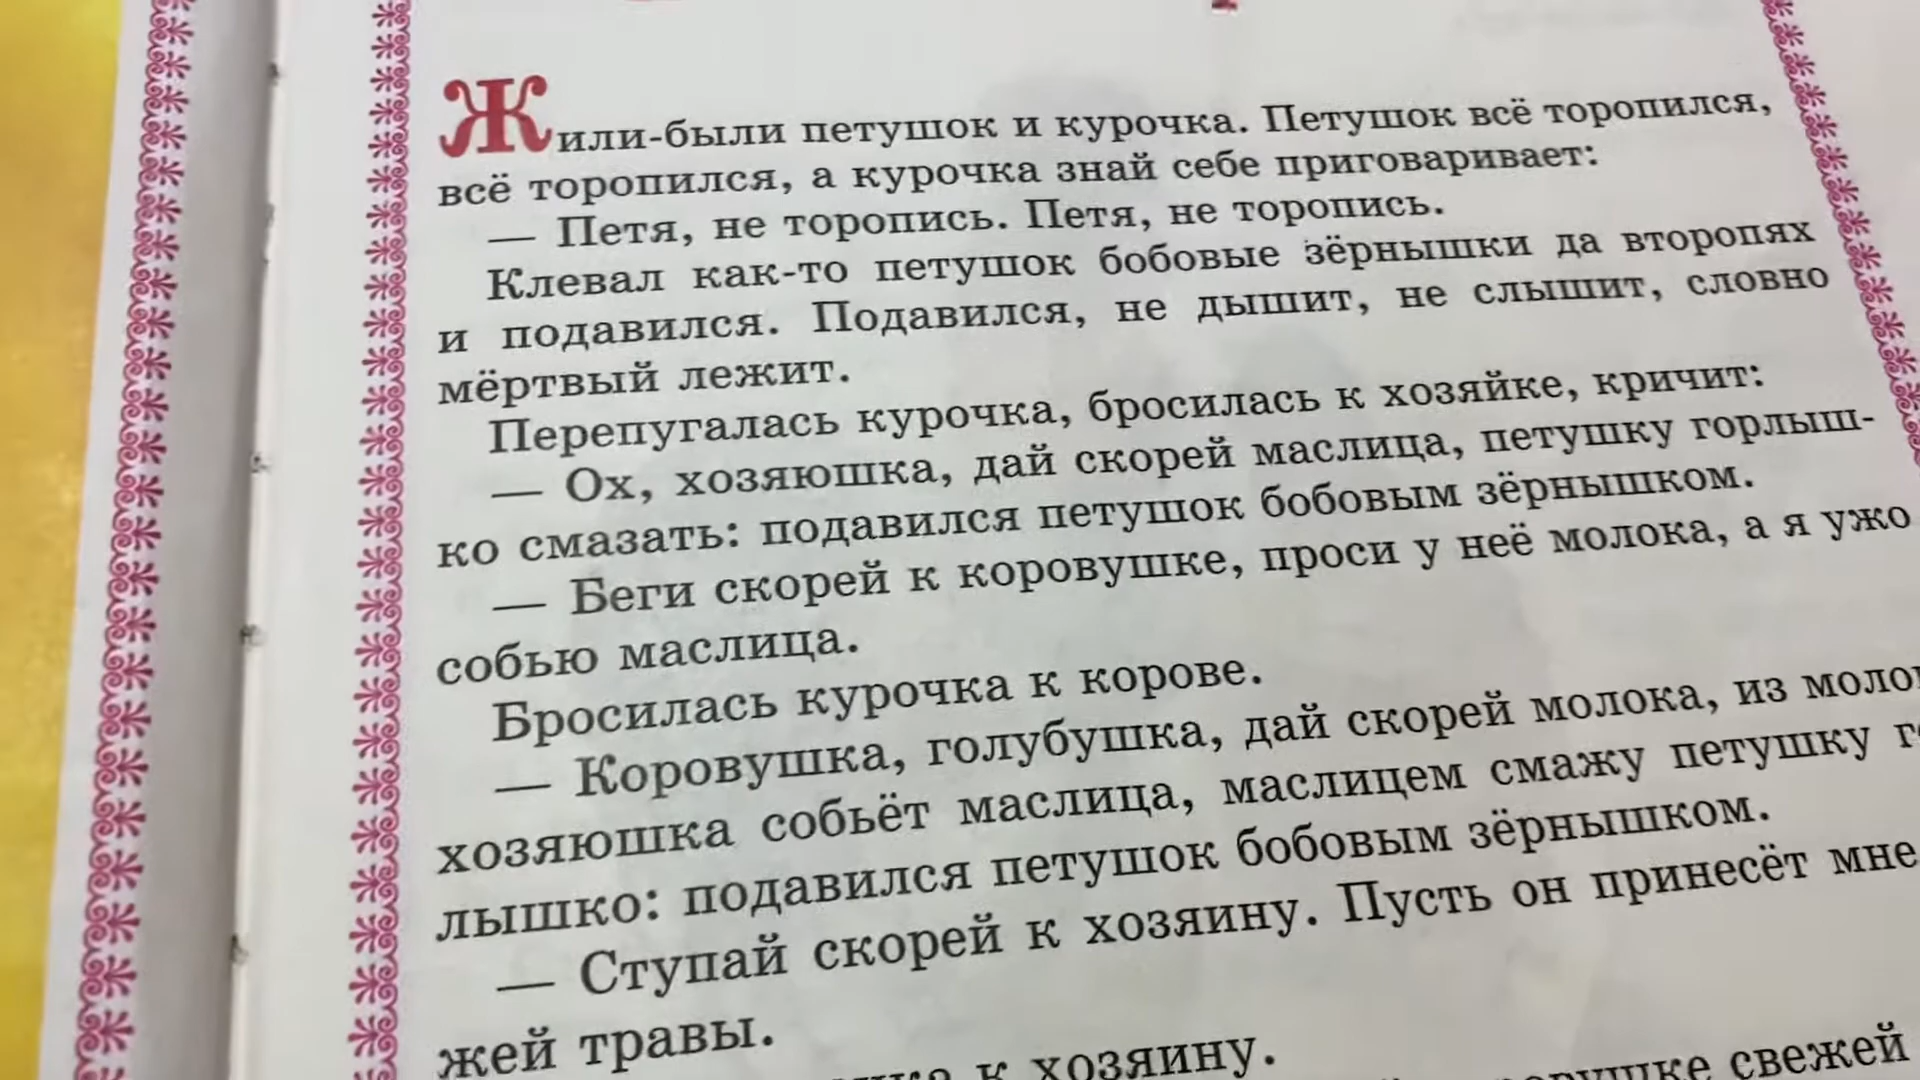 Жили-были петушок и курочка. Петушок всё торопился,
всё торопился, а курочка знай себе приговаривает:
— Петя, не торопись. Петя, не торопись.
Клевал как-то петушок бобовые зёрнышки да второпях
и подавился. Подавился, не дышит, не слышит, словно
мёртвый лежит.
Перепугалась курочка, бросилась к хозяйке, кричит:
— Ох, хозяюшка, дай скорей маслица, петушку горлыш-
ко смазать: подавился петушок бобовым зёрнышком.
— Беги скорей к коровушке, проси у неё молока, а я ужо
собью маслица.
Бросилась курочка к корове.
— Коровушка, голубушка, дай скорей молока, из
хозяюшка собьёт маслица, маслицем смажу петушку
лышко: подавился петушок бобовым зёрнышком.
— Ступай скорей к хозяину. Пусть он принесёт мне
жей травы.
к хозяину.
свежей